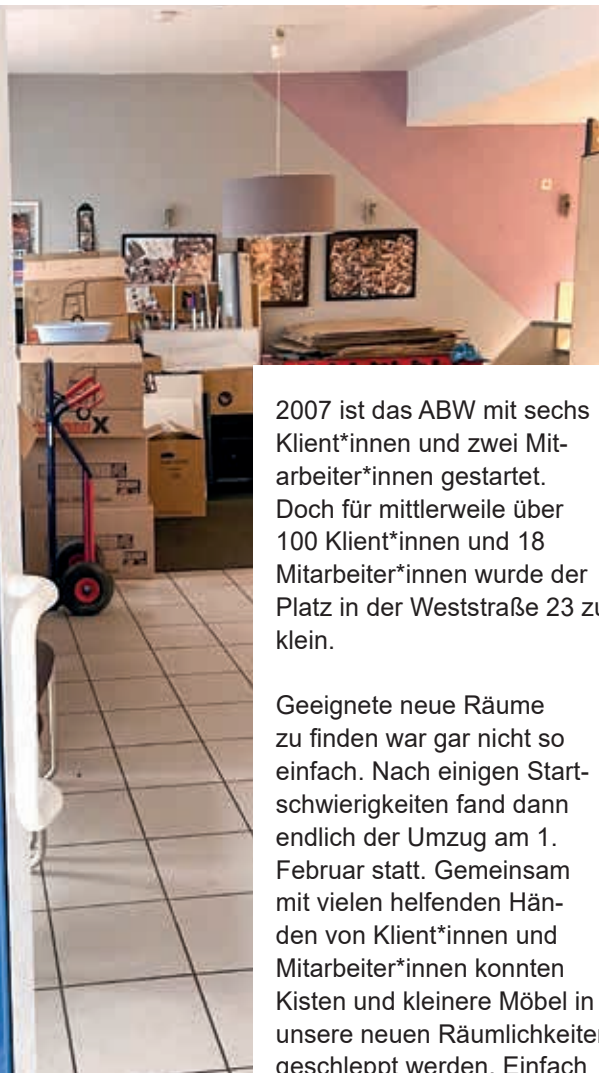 2007 ist das ABW mit sechs
Klient*innen und zwei Mit-
arbeiter*innen gestartet.
Doch für mittlerweile über
100 Klient*innen und 18
Mitarbeiter*innen wurde der
Platz in der Weststraße 23 zu
klein.
Geeignete neue Räume
zu finden war gar nicht so
einfach. Nach einigen Start-
schwierigkeiten fand dann
endlich der Umzug am 1.
Februar statt. Gemeinsam
mit vielen helfenden Hän-
den von Klient*innen und
Mitarbeiter*innen konnten
Kisten und kleinere Möbel in
unsere neuen Räumlichkeiten
geschleppt werden. Einfach